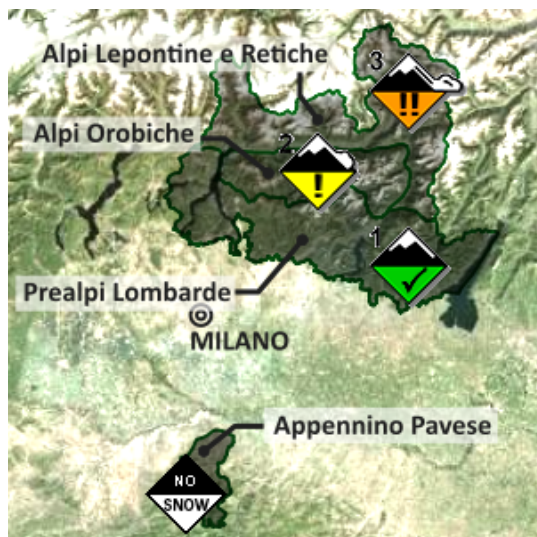 Alpi Lepontine e Retiche
3
!!
Alpi Orobiche
2
!
1
Prealpi Lombarde
MILANO
Appennino Pavese
NO
SNOW